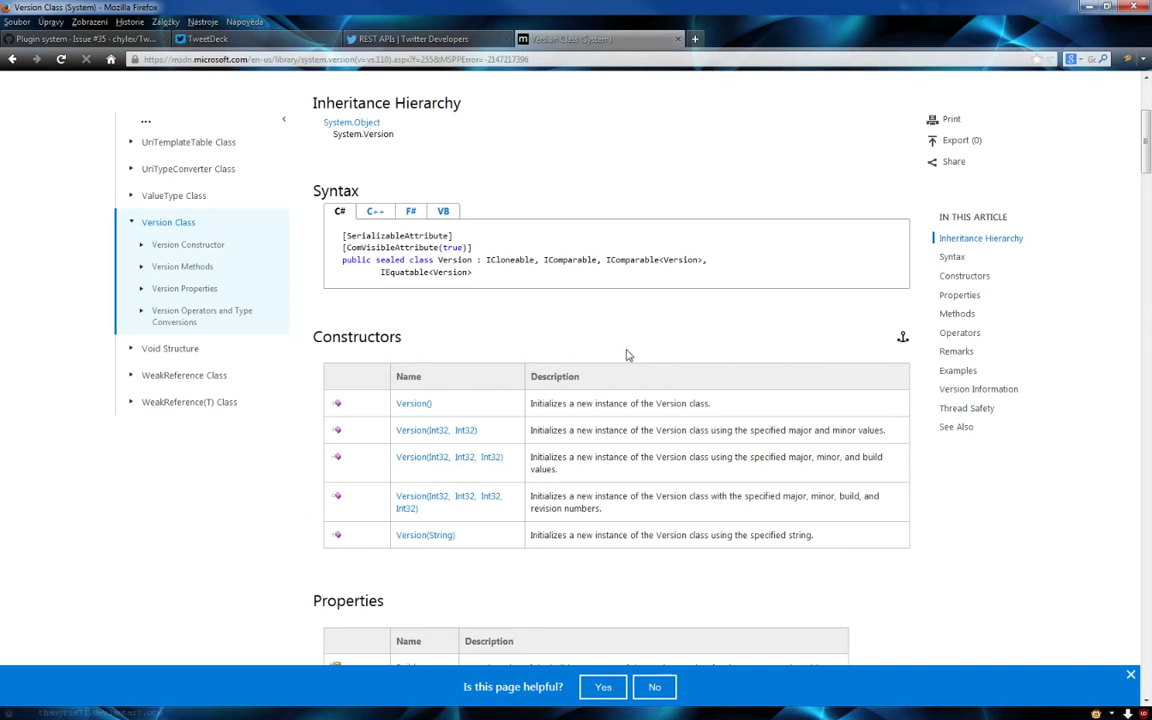 Version Class (System) - Mozilla Firefox
Soubor Úpravy Zobrazení Historie Záložky Nástroje Nápověda
Plugin system · Issue #35 · chylex/Tw...
TweetDeck
REST APIs | Twitter Developers
Version Class (System)
https://msdn.microsoft.com/en-us/library/system.version(v=vs.110).aspx?f=255&MSPPError=-2147217396
...
UriTemplateTable Class
UriTypeConverter Class
ValueType Class
Version Class
Version Constructor
Version Methods
Version Properties
Version Operators and Type
Conversions
Void Structure
WeakReference Class
WeakReference(T) Class
Inheritance Hierarchy
System.Object
System.Version
Syntax
C# C++ F# VB
[SerializableAttribute]
[ComVisibleAttribute(true)]
public sealed class Version : ICloneable, IComparable, IComparable<Version>,
IEquatable<Version>
Constructors
Name Description
Version() Initializes a new instance of the Version class.
Version(Int32, Int32) Initializes a new instance of the Version class using the specified major and minor values.
Version(Int32, Int32, Int32) Initializes a new instance of the Version class using the specified major, minor, and build
values.
Version(Int32, Int32, Int32, Initializes a new instance of the Version class with the specified major, minor, build, and
Int32) revision numbers.
Version(String) Initializes a new instance of the Version class using the specified string.
Properties
Name Description
Print
Export (0)
Share
IN THIS ARTICLE
Inheritance Hierarchy
Syntax
Constructors
Properties
Methods
Operators
Remarks
Examples
Version Information
Thread Safety
See Also
Is this page helpful? Yes No